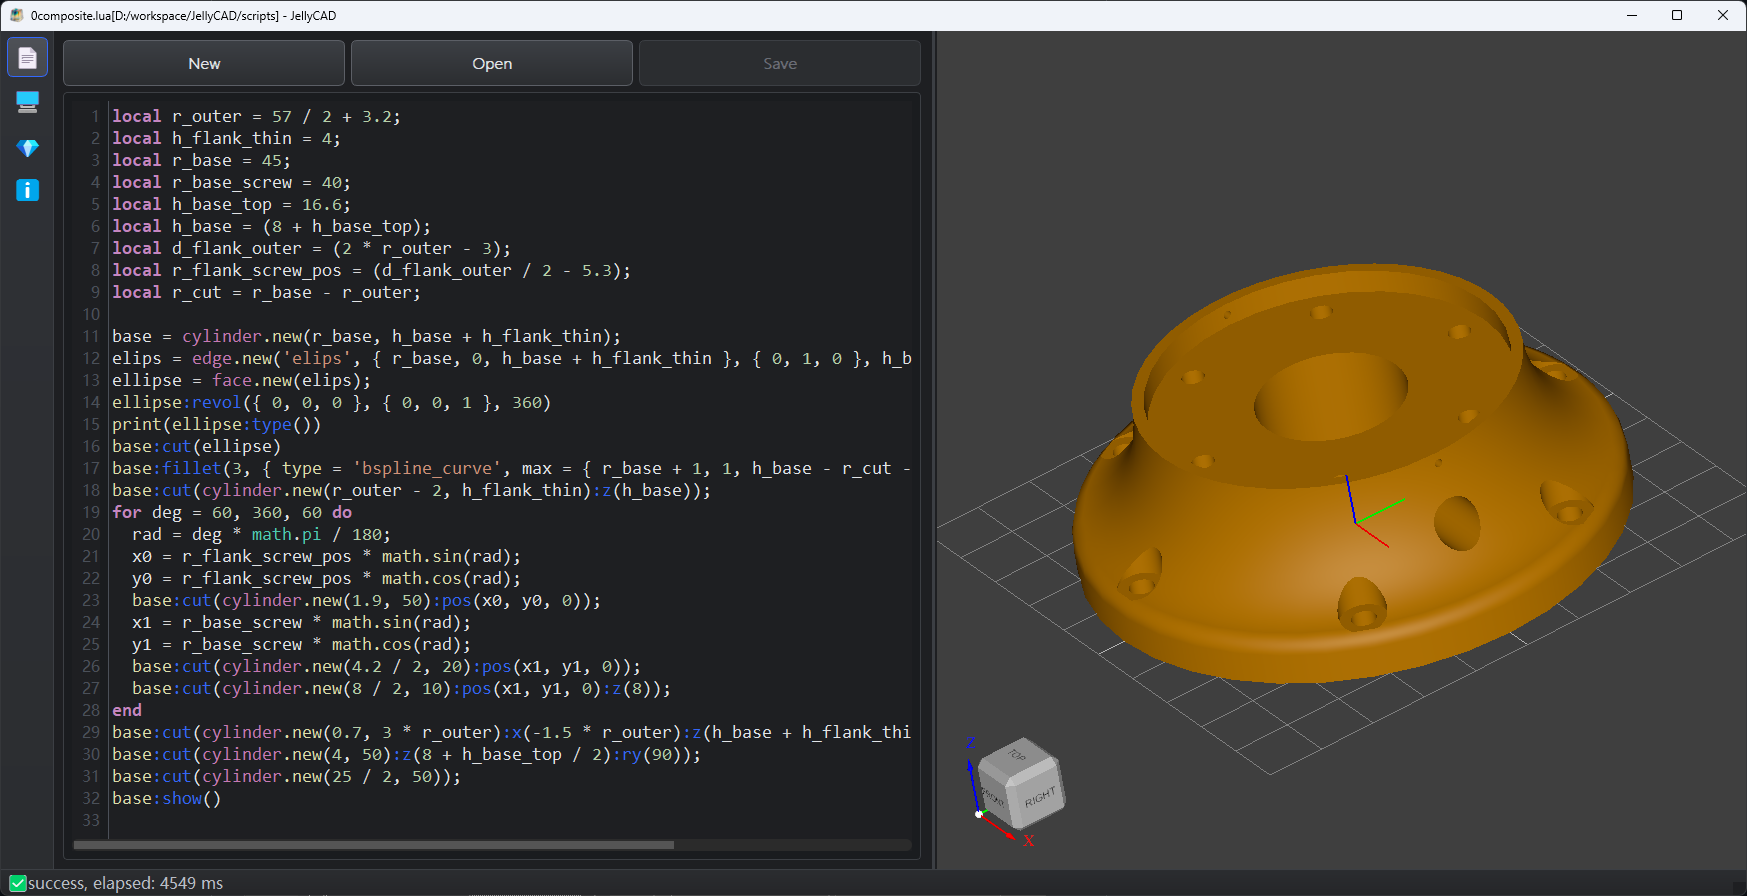 0composite.lua[D:/workspace/JellyCAD/scripts] - JellyCAD
New Open Save
1 local r_outer = 57 / 2 + 3.2;
2 local h_flank_thin = 4;
3 local r_base = 45;
4 local r_base_screw = 40;
5 local h_base_top = 16.6;
6 local h_base = (8 + h_base_top);
7 local d_flank_outer = (2 * r_outer - 3);
8 local r_flank_screw_pos = (d_flank_outer / 2 - 5.3);
9 local r_cut = r_base - r_outer;
10
11 base = cylinder.new(r_base, h_base + h_flank_thin);
12 elips = edge.new('elips', { r_base, 0, h_base + h_flank_thin }, { 0, 1, 0 }, h_b
13 ellipse = face.new(elips);
14 ellipse:revol({ 0, 0, 0 }, { 0, 0, 1 }, 360)
15 print(ellipse:type())
16 base:cut(ellipse)
17 base:fillet(3, { type = 'bspline_curve', max = { r_base + 1, 1, h_base - r_cut -
18 base:cut(cylinder.new(r_outer - 2, h_flank_thin):z(h_base));
19 for deg = 60, 360, 60 do
20   rad = deg * math.pi / 180;
21   x0 = r_flank_screw_pos * math.sin(rad);
22   y0 = r_flank_screw_pos * math.cos(rad);
23   base:cut(cylinder.new(1.9, 50):pos(x0, y0, 0));
24   x1 = r_base_screw * math.sin(rad);
25   y1 = r_base_screw * math.cos(rad);
26   base:cut(cylinder.new(4.2 / 2, 20):pos(x1, y1, 0));
27   base:cut(cylinder.new(8 / 2, 10):pos(x1, y1, 0):z(8));
28 end
29 base:cut(cylinder.new(0.7, 3 * r_outer):x(-1.5 * r_outer):z(h_base + h_flank_thi
30 base:cut(cylinder.new(4, 50):z(8 + h_base_top / 2):ry(90));
31 base:cut(cylinder.new(25 / 2, 50));
32 base:show()
33
Z
TOP
FRONT
RIGHT
X
success, elapsed: 4549 ms